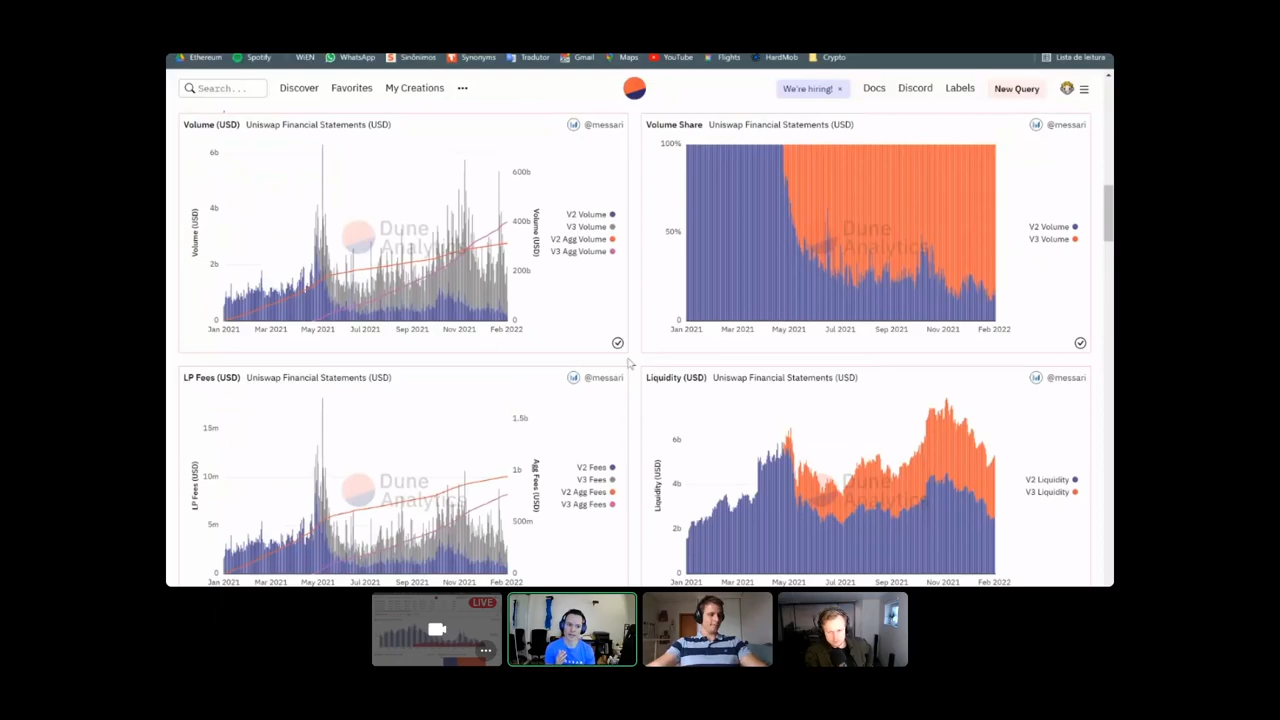 Ethereum Spotify WIEN WhatsApp Sinônimos Synonyms Tradutor Gmail Maps YouTube Flights HardMob Crypto Lista de leitura
Search... Discover Favorites My Creations ••• We're hiring! × Docs Discord Labels New Query
Volume (USD) Uniswap Financial Statements (USD) @messari
6b
4b
2b
0
Volume (USD)
600b
400b
200b
0
Volume (USD)
Dune
Analytics
V2 Volume
V3 Volume
V2 Agg Volume
V3 Agg Volume
Jan 2021 Mar 2021 May 2021 Jul 2021 Sep 2021 Nov 2021 Feb 2022
Volume Share Uniswap Financial Statements (USD) @messari
100%
50%
0
Dune
Analytics
V2 Volume
V3 Volume
Jan 2021 Mar 2021 May 2021 Jul 2021 Sep 2021 Nov 2021 Feb 2022
LP Fees (USD) Uniswap Financial Statements (USD) @messari
15m
10m
5m
0
LP Fees (USD)
1.5b
1b
500m
0
Agg Fees (USD)
Dune
Analytics
V2 Fees
V3 Fees
V2 Agg Fees
V3 Agg Fees
Jan 2021 Mar 2021 May 2021 Jul 2021 Sep 2021 Nov 2021 Feb 2022
Liquidity (USD) Uniswap Financial Statements (USD) @messari
6b
4b
2b
0
Liquidity (USD)
Dune
Analytics
V2 Liquidity
V3 Liquidity
Jan 2021 Mar 2021 May 2021 Jul 2021 Sep 2021 Nov 2021 Feb 2022
LIVE